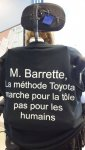 M. Barrette,
La méthode Toyota
marche pour la tôle
pas pour les
humains